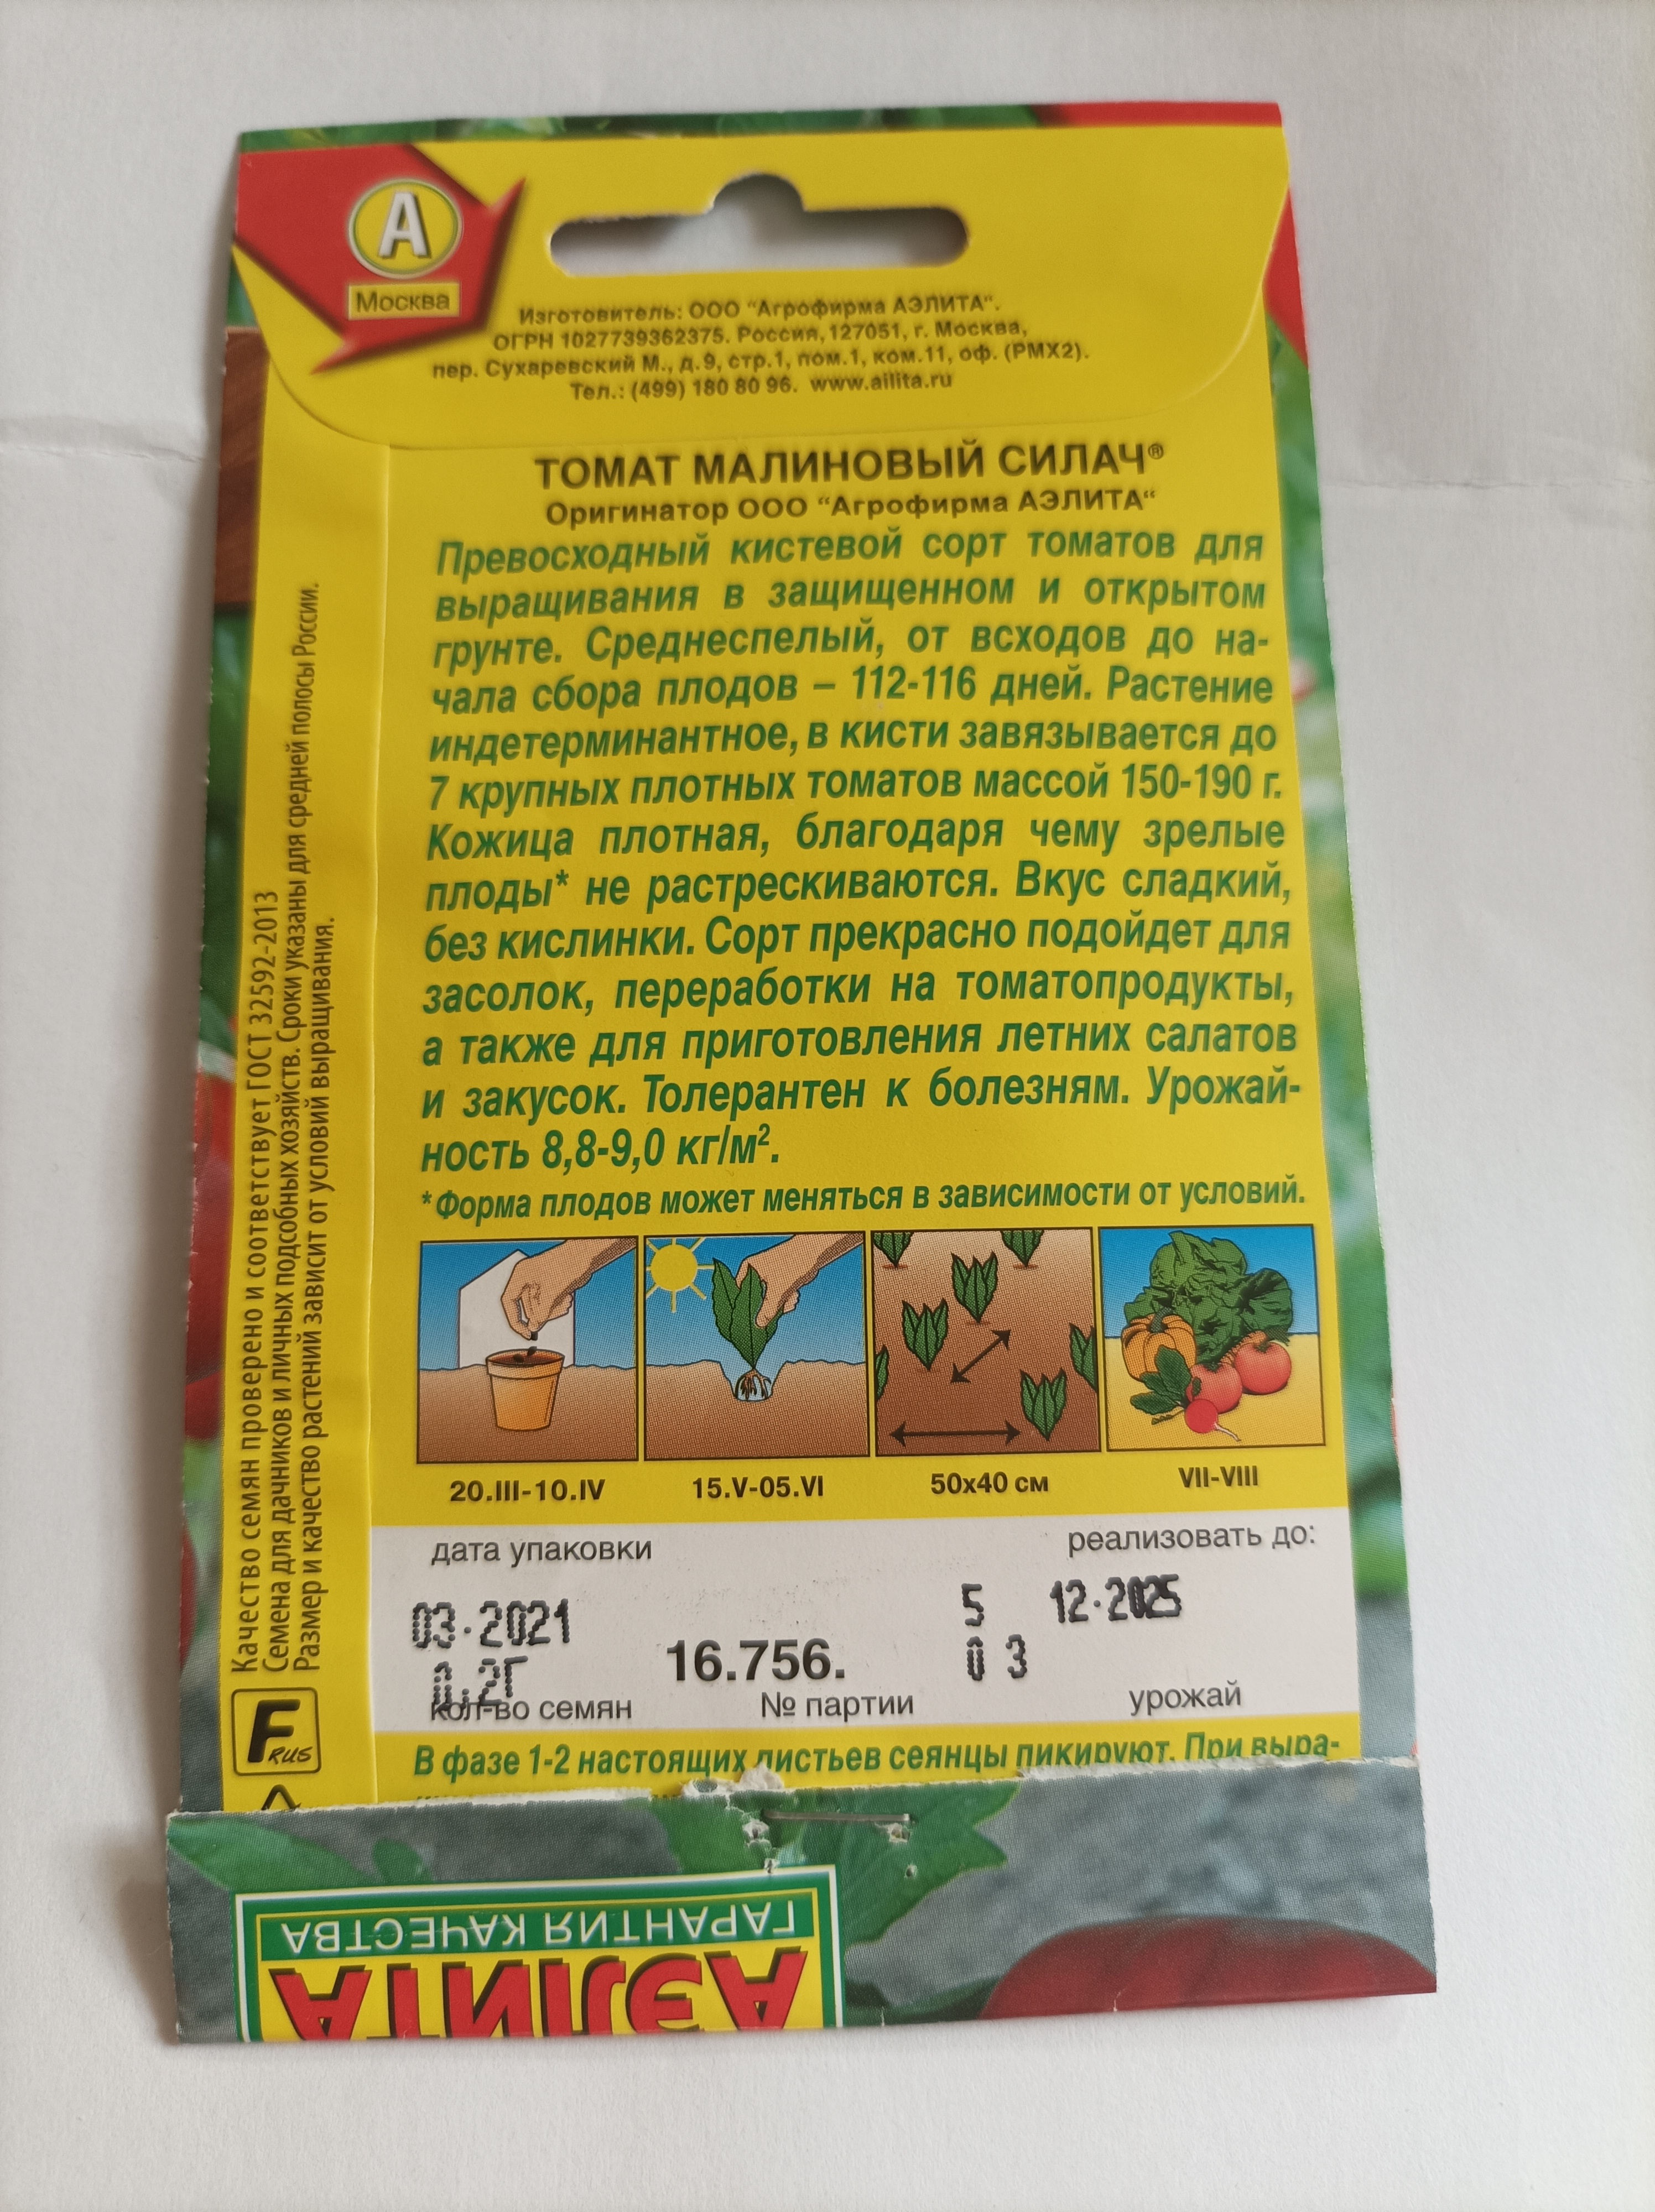 А
Москва
Изготовитель: ООО "Агрофирма АЭЛИТА".
ОГРН 1027739362375. Россия, 127051, г. Москва,
пер. Сухаревский М., д.9, стр.1, пом.1, ком.11, оф. (РМХ2).
Тел.: (499) 180 80 96. www.ailita.ru
ТОМАТ МАЛИНОВЫЙ СИЛАЧ®
Оригинатор ООО "Агрофирма АЭЛИТА"
Превосходный кистевой сорт томатов для
выращивания в защищенном и открытом
грунте. Среднеспелый, от всходов до на-
чала сбора плодов – 112-116 дней. Растение
индетерминантное, в кисти завязывается до
7 крупных плотных томатов массой 150-190 г.
Кожица плотная, благодаря чему зрелые
плоды* не растрескиваются. Вкус сладкий,
без кислинки. Сорт прекрасно подойдет для
засолок, переработки на томатопродукты,
а также для приготовления летних салатов
и закусок. Толерантен к болезням. Урожай-
ность 8,8-9,0 кг/м².
*Форма плодов может меняться в зависимости от условий.
20.III-10.IV 15.V-05.VI 50х40 см VII-VIII
дата упаковки реализовать до:
03.2021 5 12.2025
0.2Г 16.756. 03
кол-во семян № партии урожай
В фазе 1-2 настоящих листьев сеянцы пикируют. При выра-
Качество семян проверено и соответствует ГОСТ 32592-2013
Семена для дачников и личных подсобных хозяйств. Сроки указаны для средней полосы России.
Размер и качество растений зависит от условий выращивания.
F RUS
ГАРАНТИЯ КАЧЕСТВА
АЭЛИТА